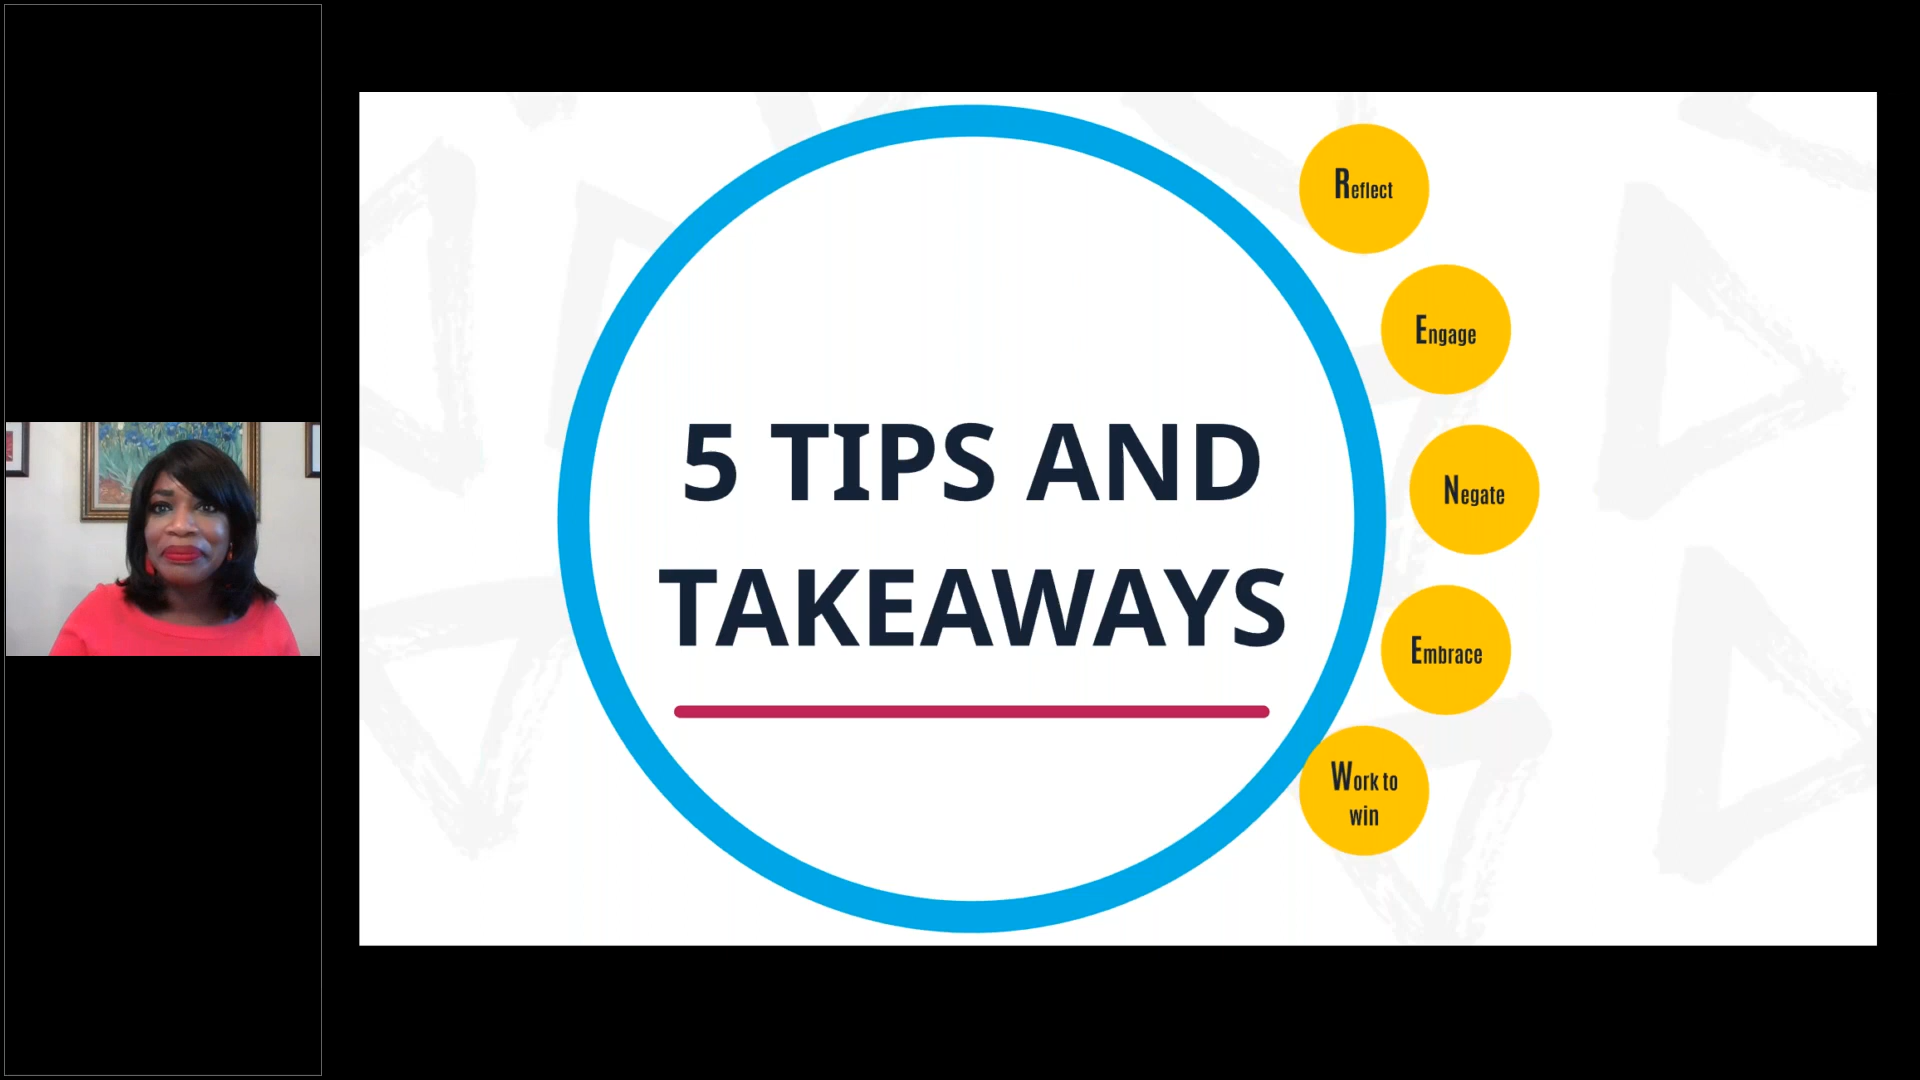 5 TIPS AND
TAKEAWAYS
Reflect
Engage
Negate
Embrace
Work to
win